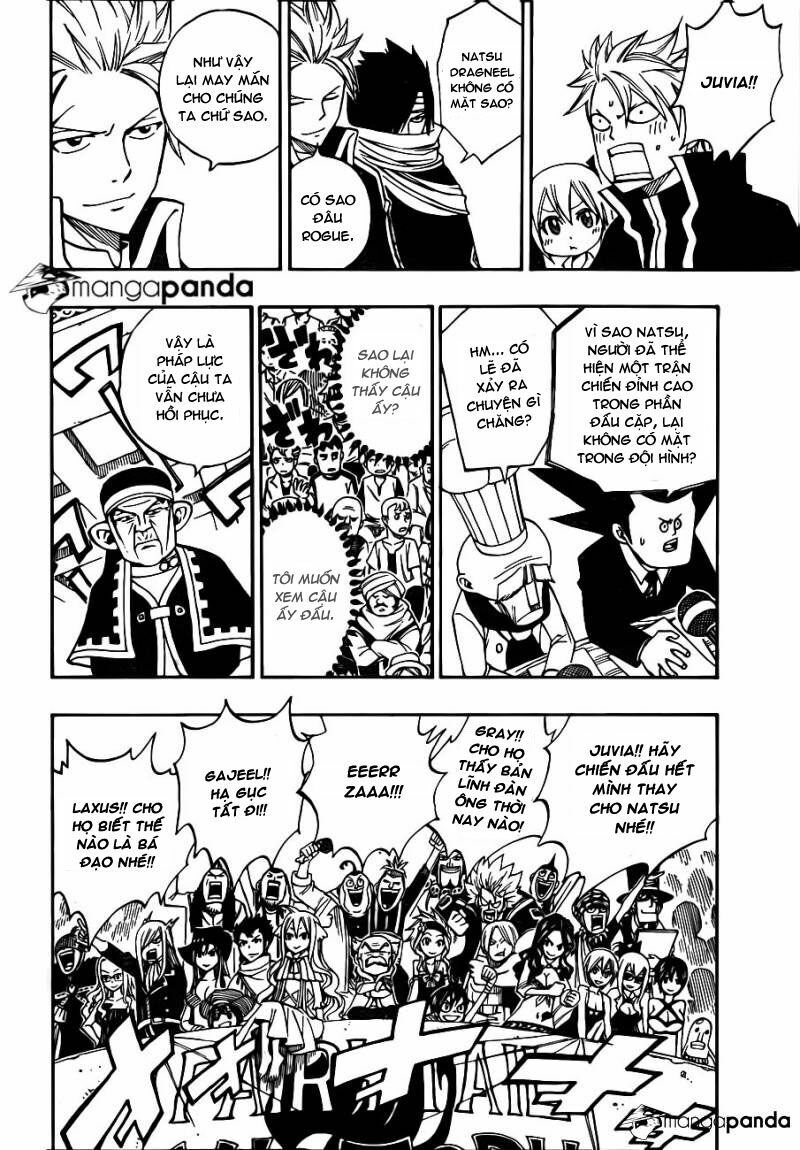 JUVIA!!
NATSU
DRAGNEEL
KHÔNG CÓ
MẶT SAO?
CÓ SAO
ĐÂU
ROGUE.
NHƯ VẬY
LẠI MAY MẮN
CHO CHÚNG
TA CHỨ SAO.
mangapanda
VÌ SAO NATSU,
NGƯỜI ĐÃ THỂ
HIỆN MỘT TRẬN
CHIẾN ĐỈNH CAO
TRONG PHẦN
ĐẤU CẶP, LẠI
KHÔNG CÓ MẶT
TRONG ĐỘI HÌNH?
HM... CÓ
LẼ ĐÃ
XẢY RA
CHUYỆN GÌ
CHĂNG?
SAO LẠI
KHÔNG
THẤY CẬU
ẤY?
TÔI MUỐN
XEM CẬU
ẤY ĐẤU.
ざわ
ざわ
VẬY LÀ
PHÁP LỰC
CỦA CẬU TA
VẪN CHƯA
HỒI PHỤC.
JUVIA!! HÃY
CHIẾN ĐẤU HẾT
MÌNH THAY
CHO NATSU
NHÉ!!
GRAY!!
CHO HỌ
THẤY BẢN
LĨNH ĐÀN
ÔNG THỜI
NAY NÀO!
EEERR
ZAAA!!!
GAJEEL!!
HẠ GỤC
TẤT ĐI!!
LAXUS!! CHO
HỌ BIẾT THẾ
NÀO LÀ BÁ
ĐẠO NHÉ!!
mangapanda